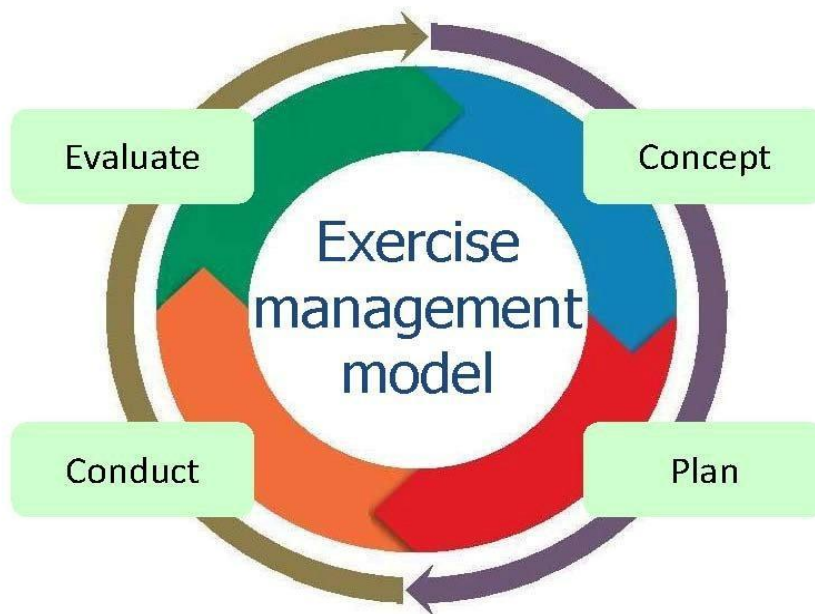 Evaluate
Concept
Exercise
management
model
Conduct
Plan